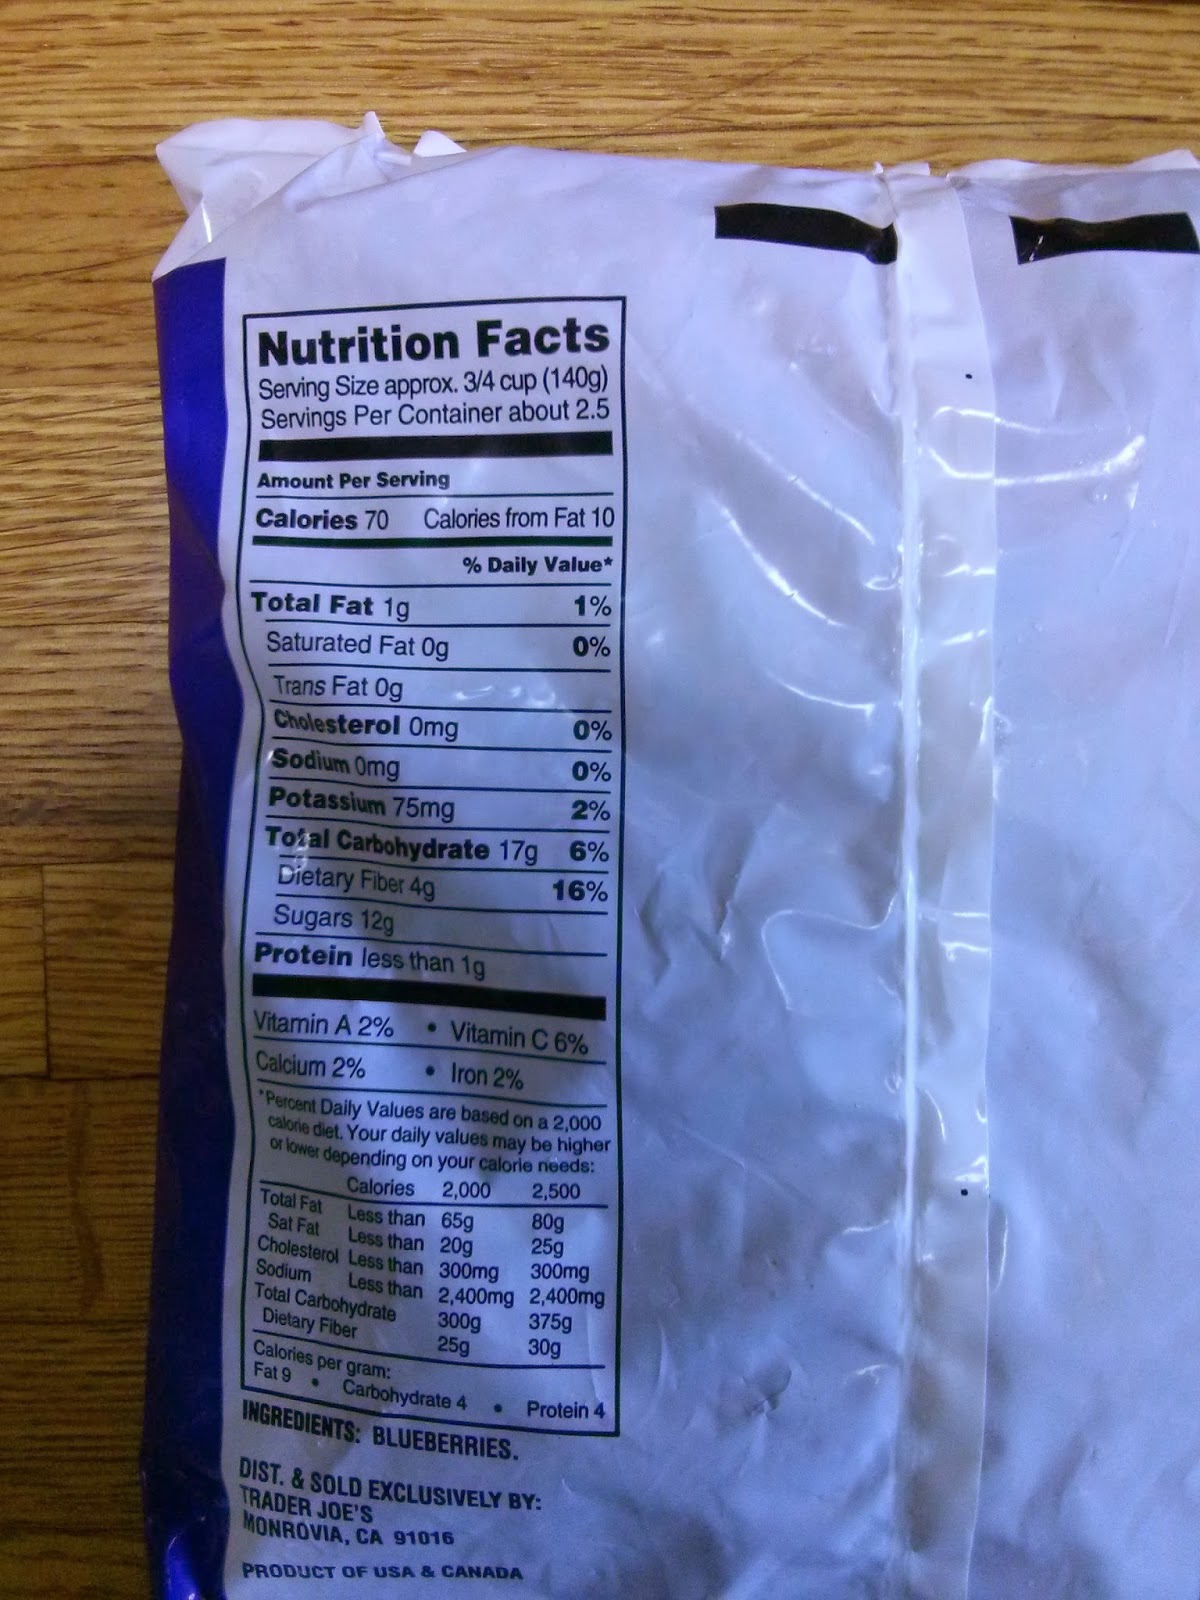 Nutrition Facts
Serving Size approx. 3/4 cup (140g)
Servings Per Container about 2.5
Amount Per Serving
Calories 70 Calories from Fat 10
% Daily Value*
Total Fat 1g 1%
Saturated Fat 0g 0%
Trans Fat 0g
Cholesterol 0mg 0%
Sodium 0mg 0%
Potassium 75mg 2%
Total Carbohydrate 17g 6%
Dietary Fiber 4g 16%
Sugars 12g
Protein less than 1g
Vitamin A 2% • Vitamin C 6%
Calcium 2% • Iron 2%
*Percent Daily Values are based on a 2,000
calorie diet. Your daily values may be higher
or lower depending on your calorie needs:
Calories 2,000 2,500
Total Fat Less than 65g 80g
Sat Fat Less than 20g 25g
Cholesterol Less than 300mg 300mg
Sodium Less than 2,400mg 2,400mg
Total Carbohydrate 300g 375g
Dietary Fiber 25g 30g
Calories per gram:
Fat 9 • Carbohydrate 4 • Protein 4
INGREDIENTS: BLUEBERRIES.
DIST. & SOLD EXCLUSIVELY BY:
TRADER JOE'S
MONROVIA, CA 91016
PRODUCT OF USA & CANADA